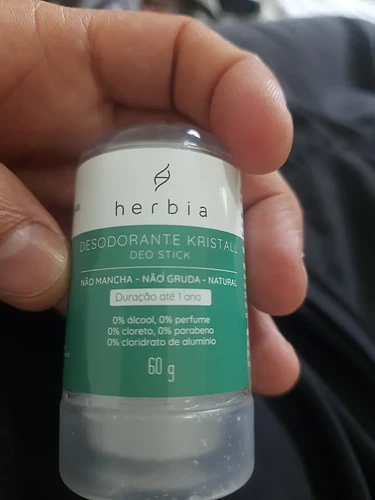 herbia
DESODORANTE KRISTALL
DEO STICK
NÃO MANCHA - NÃO GRUDA - NATURAL
Duração até 1 ano
0% álcool, 0% perfume
0% cloreto, 0% parabeno
0% cloridrato de alumínio
60 g